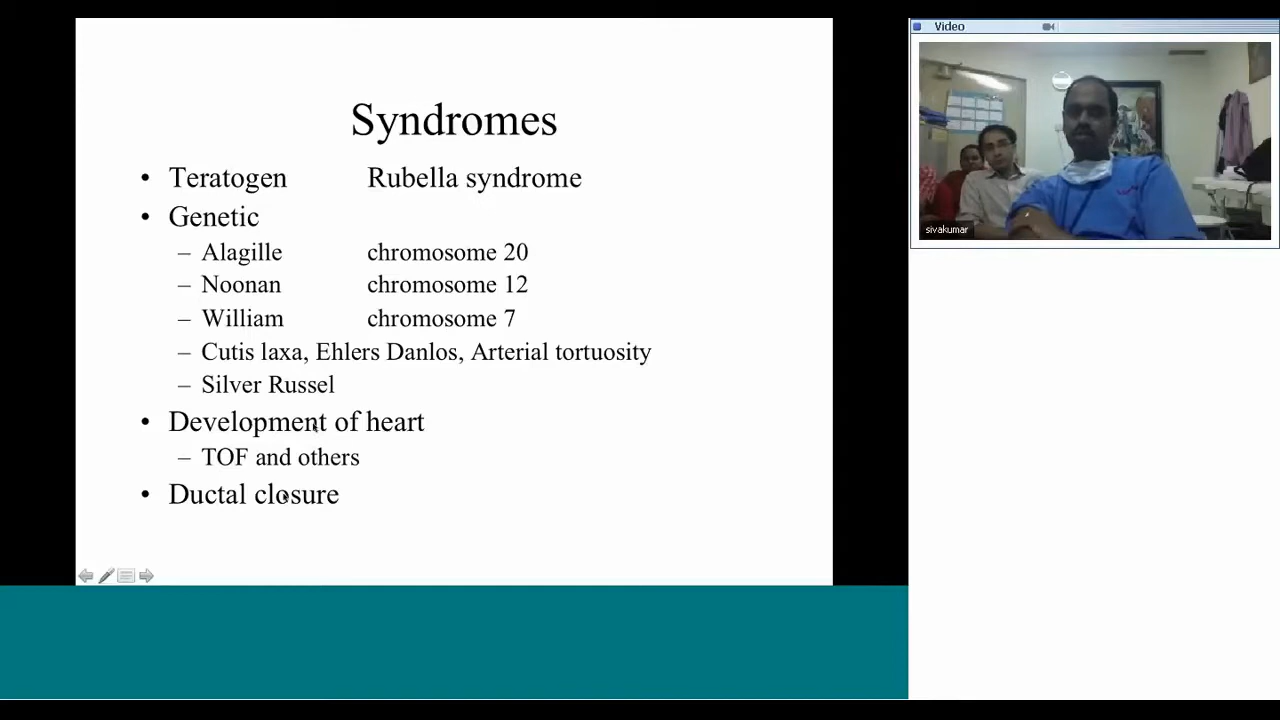 Syndromes
• Teratogen Rubella syndrome
• Genetic
– Alagille chromosome 20
– Noonan chromosome 12
– William chromosome 7
– Cutis laxa, Ehlers Danlos, Arterial tortuosity
– Silver Russel
• Development of heart
– TOF and others
• Ductal closure
Video
sivakumar